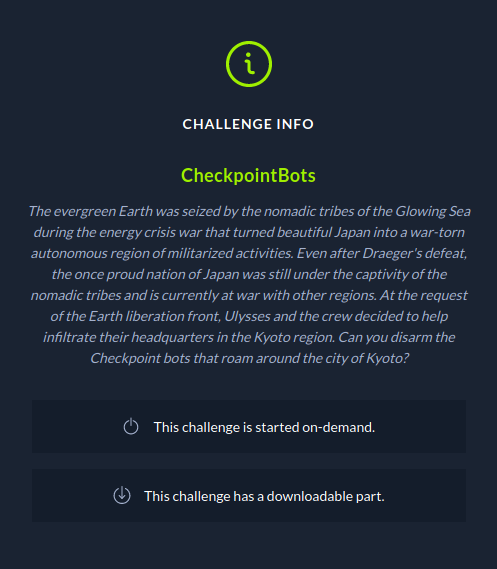 CHALLENGE INFO
CheckpointBots
The evergreen Earth was seized by the nomadic tribes of the Glowing Sea
during the energy crisis war that turned beautiful Japan into a war-torn
autonomous region of militarized activities. Even after Draeger's defeat,
the once proud nation of Japan was still under the captivity of the
nomadic tribes and is currently at war with other regions. At the request
of the Earth liberation front, Ulysses and the crew decided to help
infiltrate their headquarters in the Kyoto region. Can you disarm the
Checkpoint bots that roam around the city of Kyoto?
This challenge is started on-demand.
This challenge has a downloadable part.